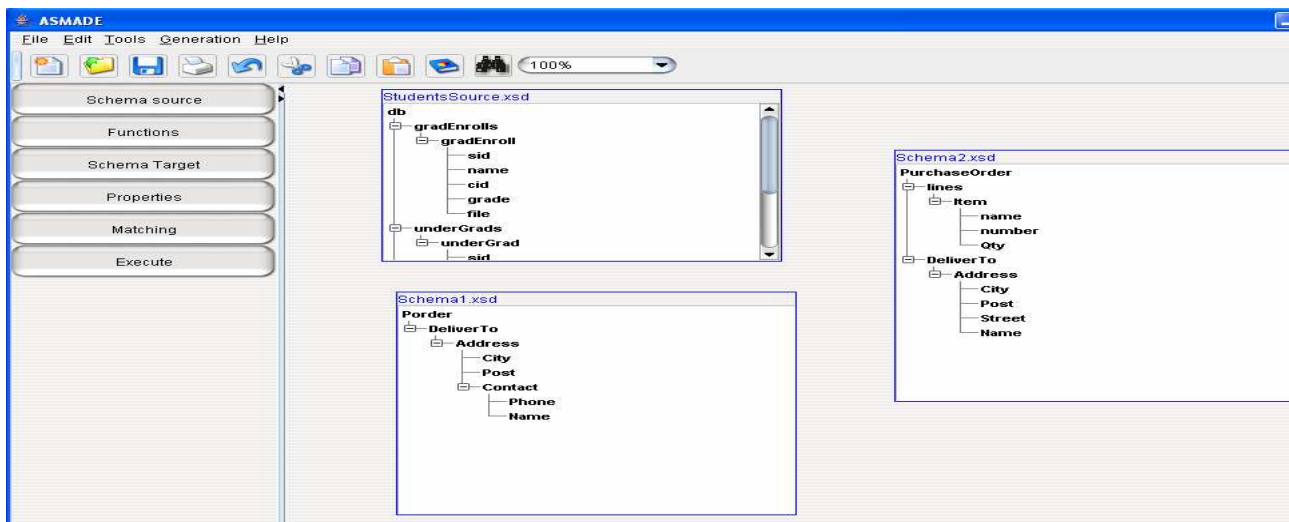 ASMADE
File Edit Tools Generation Help
100%
Schema source
Functions
Schema Target
Properties
Matching
Execute
StudentsSource.xsd
db
gradEnrolls
gradEnroll
sid
name
cid
grade
file
underGrads
underGrad
sid
Schema1.xsd
Porder
DeliverTo
Address
City
Post
Contact
Phone
Name
Schema2.xsd
PurchaseOrder
lines
Item
name
number
Qty
DeliverTo
Address
City
Post
Street
Name